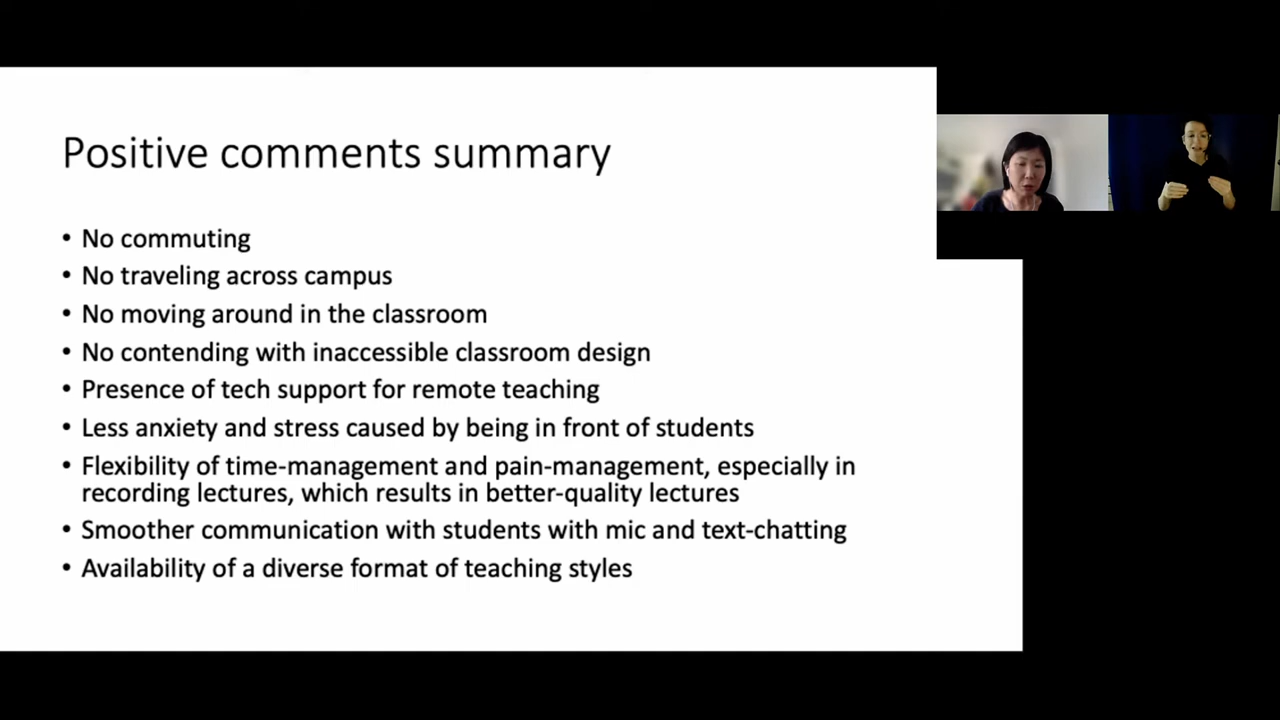 Positive comments summary
• No commuting
• No traveling across campus
• No moving around in the classroom
• No contending with inaccessible classroom design
• Presence of tech support for remote teaching
• Less anxiety and stress caused by being in front of students
• Flexibility of time-management and pain-management, especially in
recording lectures, which results in better-quality lectures
• Smoother communication with students with mic and text-chatting
• Availability of a diverse format of teaching styles